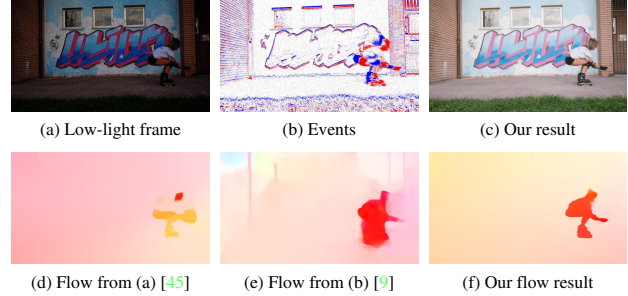 (a) Low-light frame
(b) Events
(c) Our result
(d) Flow from (a) [45]
(e) Flow from (b) [9]
(f) Our flow result